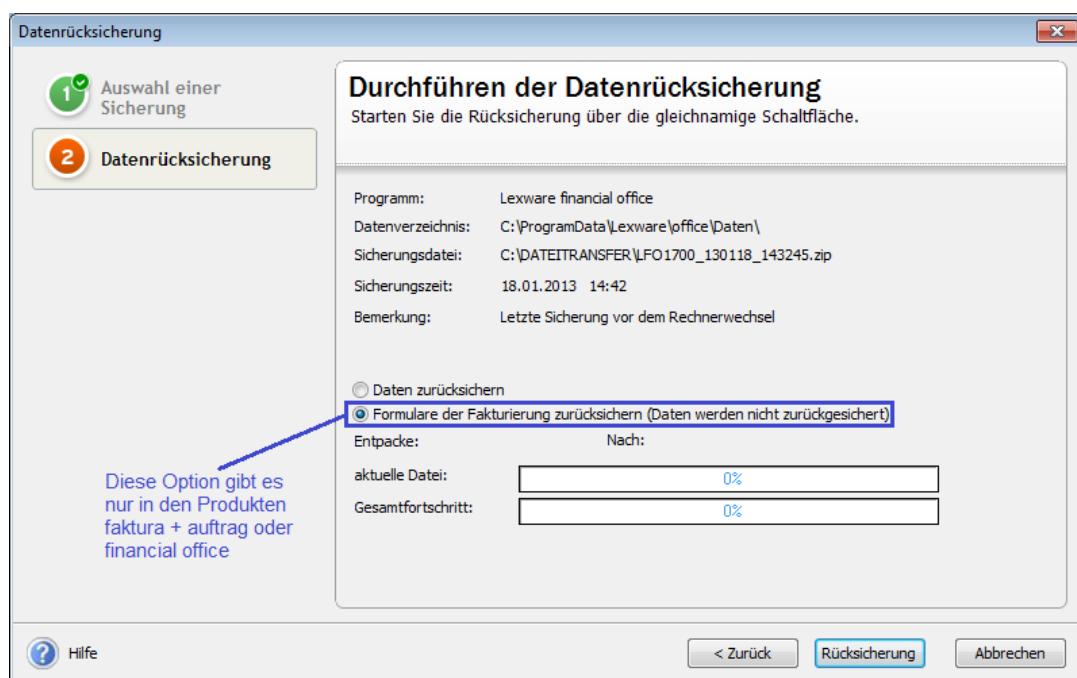 Datenrücksicherung
1
Auswahl einer
Sicherung
2
Datenrücksicherung
Durchführen der Datenrücksicherung
Starten Sie die Rücksicherung über die gleichnamige Schaltfläche.
Programm: Lexware financial office
Datenverzeichnis: C:\ProgramData\Lexware\office\Daten\
Sicherungsdatei: C:\DATEITRANSFER\LFO1700_130118_143245.zip
Sicherungszeit: 18.01.2013 14:42
Bemerkung: Letzte Sicherung vor dem Rechnerwechsel
Daten zurücksichern
Formulare der Fakturierung zurücksichern (Daten werden nicht zurückgesichert)
Entpacke: Nach:
aktuelle Datei: 0%
Gesamtfortschritt: 0%
Diese Option gibt es
nur in den Produkten
faktura + auftrag oder
financial office
? Hilfe
< Zurück Rücksicherung Abbrechen